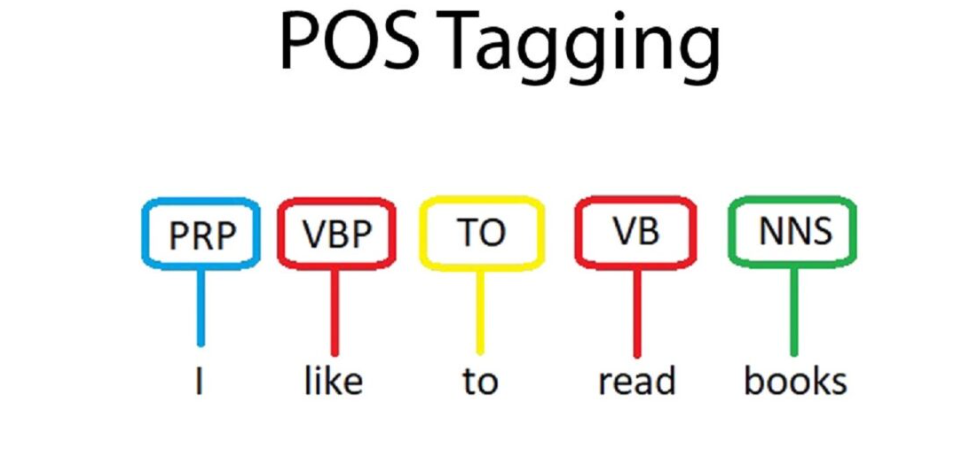 POS Tagging
PRP VBP TO VB NNS
I like to read books